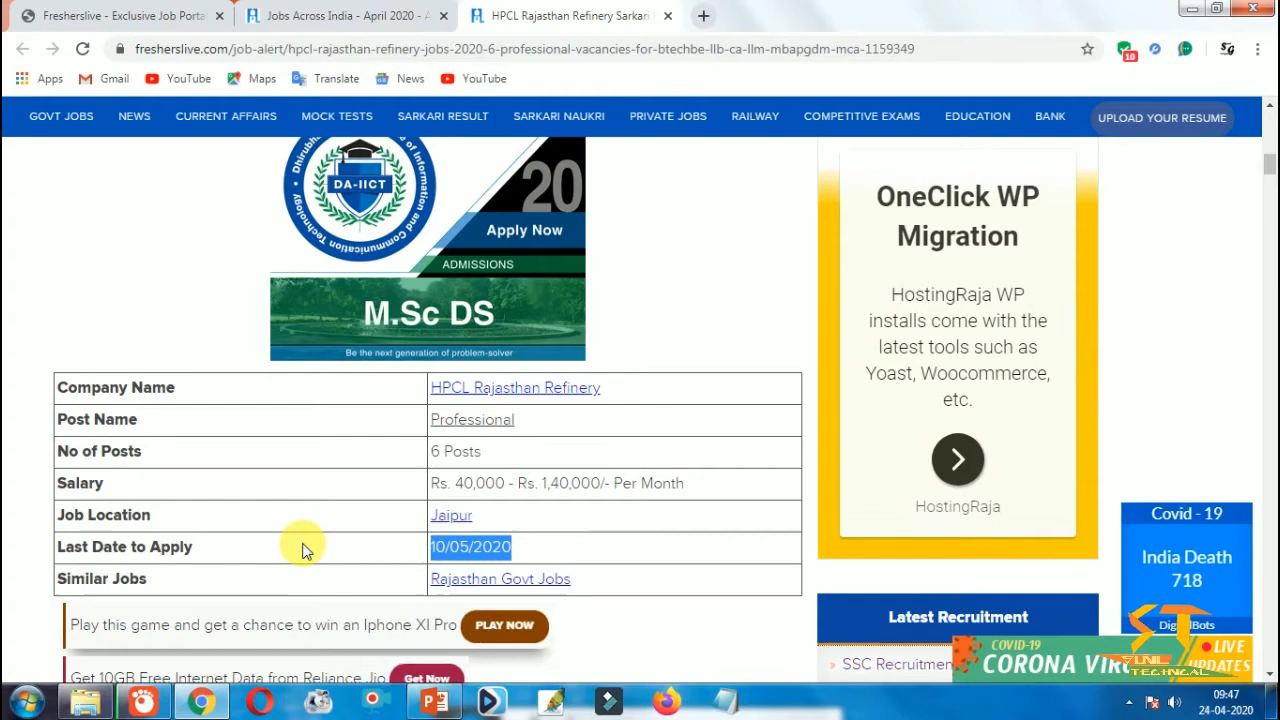 Fresherslive - Exclusive Job Porta
Jobs Across India - April 2020 - A
HPCL Rajasthan Refinery Sarkari
fresherslive.com/job-alert/hpcl-rajasthan-refinery-jobs-2020-6-professional-vacancies-for-btechbe-llb-ca-llm-mbapgdm-mca-1159349
10
Apps
Gmail
YouTube
Maps
Translate
News
YouTube
GOVT JOBS
NEWS
CURRENT AFFAIRS
MOCK TESTS
SARKARI RESULT
SARKARI NAUKRI
PRIVATE JOBS
RAILWAY
COMPETITIVE EXAMS
EDUCATION
BANK
UPLOAD YOUR RESUME
of Information and Communication Technology
DA-IICT
20
Apply Now
ADMISSIONS
M.Sc DS
Be the next generation of problem-solver
Company Name HPCL Rajasthan Refinery
Post Name Professional
No of Posts 6 Posts
Salary Rs. 40,000 - Rs. 1,40,000/- Per Month
Job Location Jaipur
Last Date to Apply 10/05/2020
Similar Jobs Rajasthan Govt Jobs
Play this game and get a chance to win an Iphone XI Pro PLAY NOW
Get 10GB Free Internet Data from Reliance Jio Get Now
OneClick WP
Migration
HostingRaja WP
installs come with the
latest tools such as
Yoast, Woocommerce,
etc.
HostingRaja
Latest Recruitment
» SSC Recruitmen
Covid - 19
India Death
718
COVID-19
CORONA VIR
LIVE
UPDATES
TECHNICAL
09:47
24-04-2020